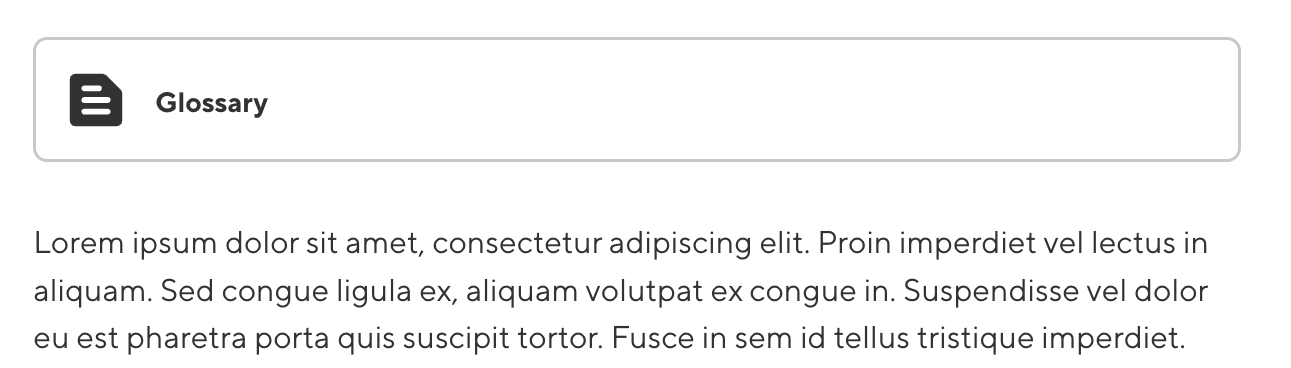 Glossary
Lorem ipsum dolor sit amet, consectetur adipiscing elit. Proin imperdiet vel lectus in
aliquam. Sed congue ligula ex, aliquam volutpat ex congue in. Suspendisse vel dolor
eu est pharetra porta quis suscipit tortor. Fusce in sem id tellus tristique imperdiet.